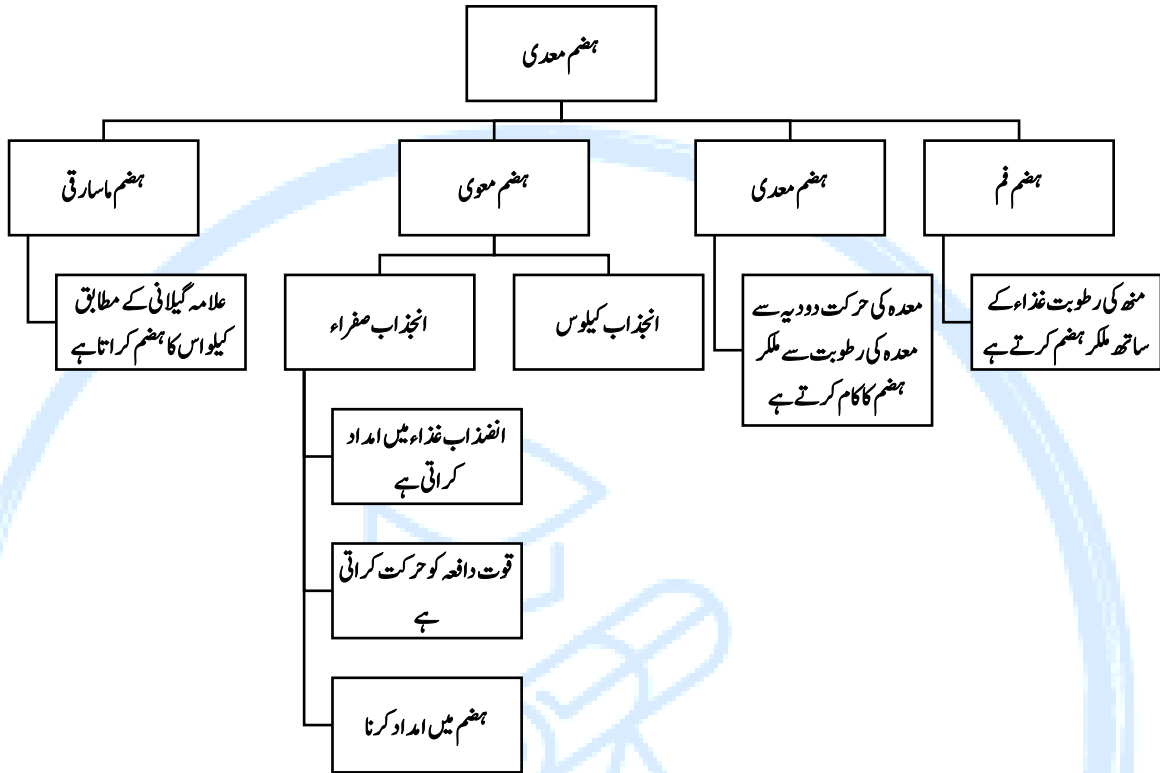 ہضم معدی
ہضم فم
ہضم معدی
ہضم معوی
ہضم ماسارقی
منھ کی رطوبت غذاء کے
ساتھ ملکر ہضم کرتے ہے
معدہ کی حرکت دودیہ سے
معدہ کی رطوبت سے ملکر
ہضم کا کام کرتے ہے
انجذاب کیلوس
انجذاب صفراء
علامہ گیلانی کے مطابق
کیلو اس کا ہضم کراتا ہے
انضذاب غذاء میں امداد
کراتی ہے
قوت دافعہ کو حرکت کراتی
ہے
ہضم میں امداد کرنا